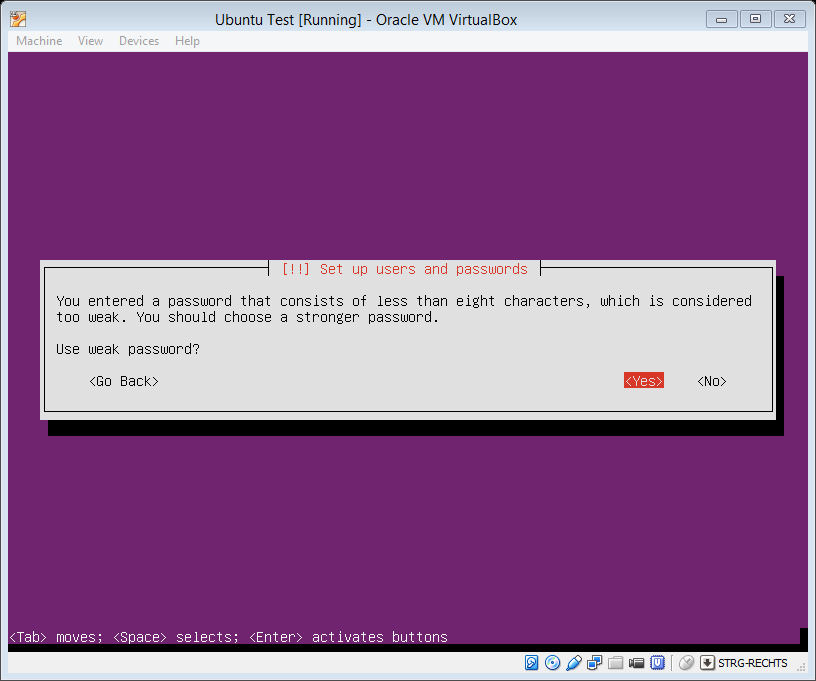 Ubuntu Test [Running] - Oracle VM VirtualBox
Machine View Devices Help
[!!] Set up users and passwords
You entered a password that consists of less than eight characters, which is considered
too weak. You should choose a stronger password.
Use weak password?
<Go Back> <Yes> <No>
<Tab> moves; <Space> selects; <Enter> activates buttons
STRG-RECHTS